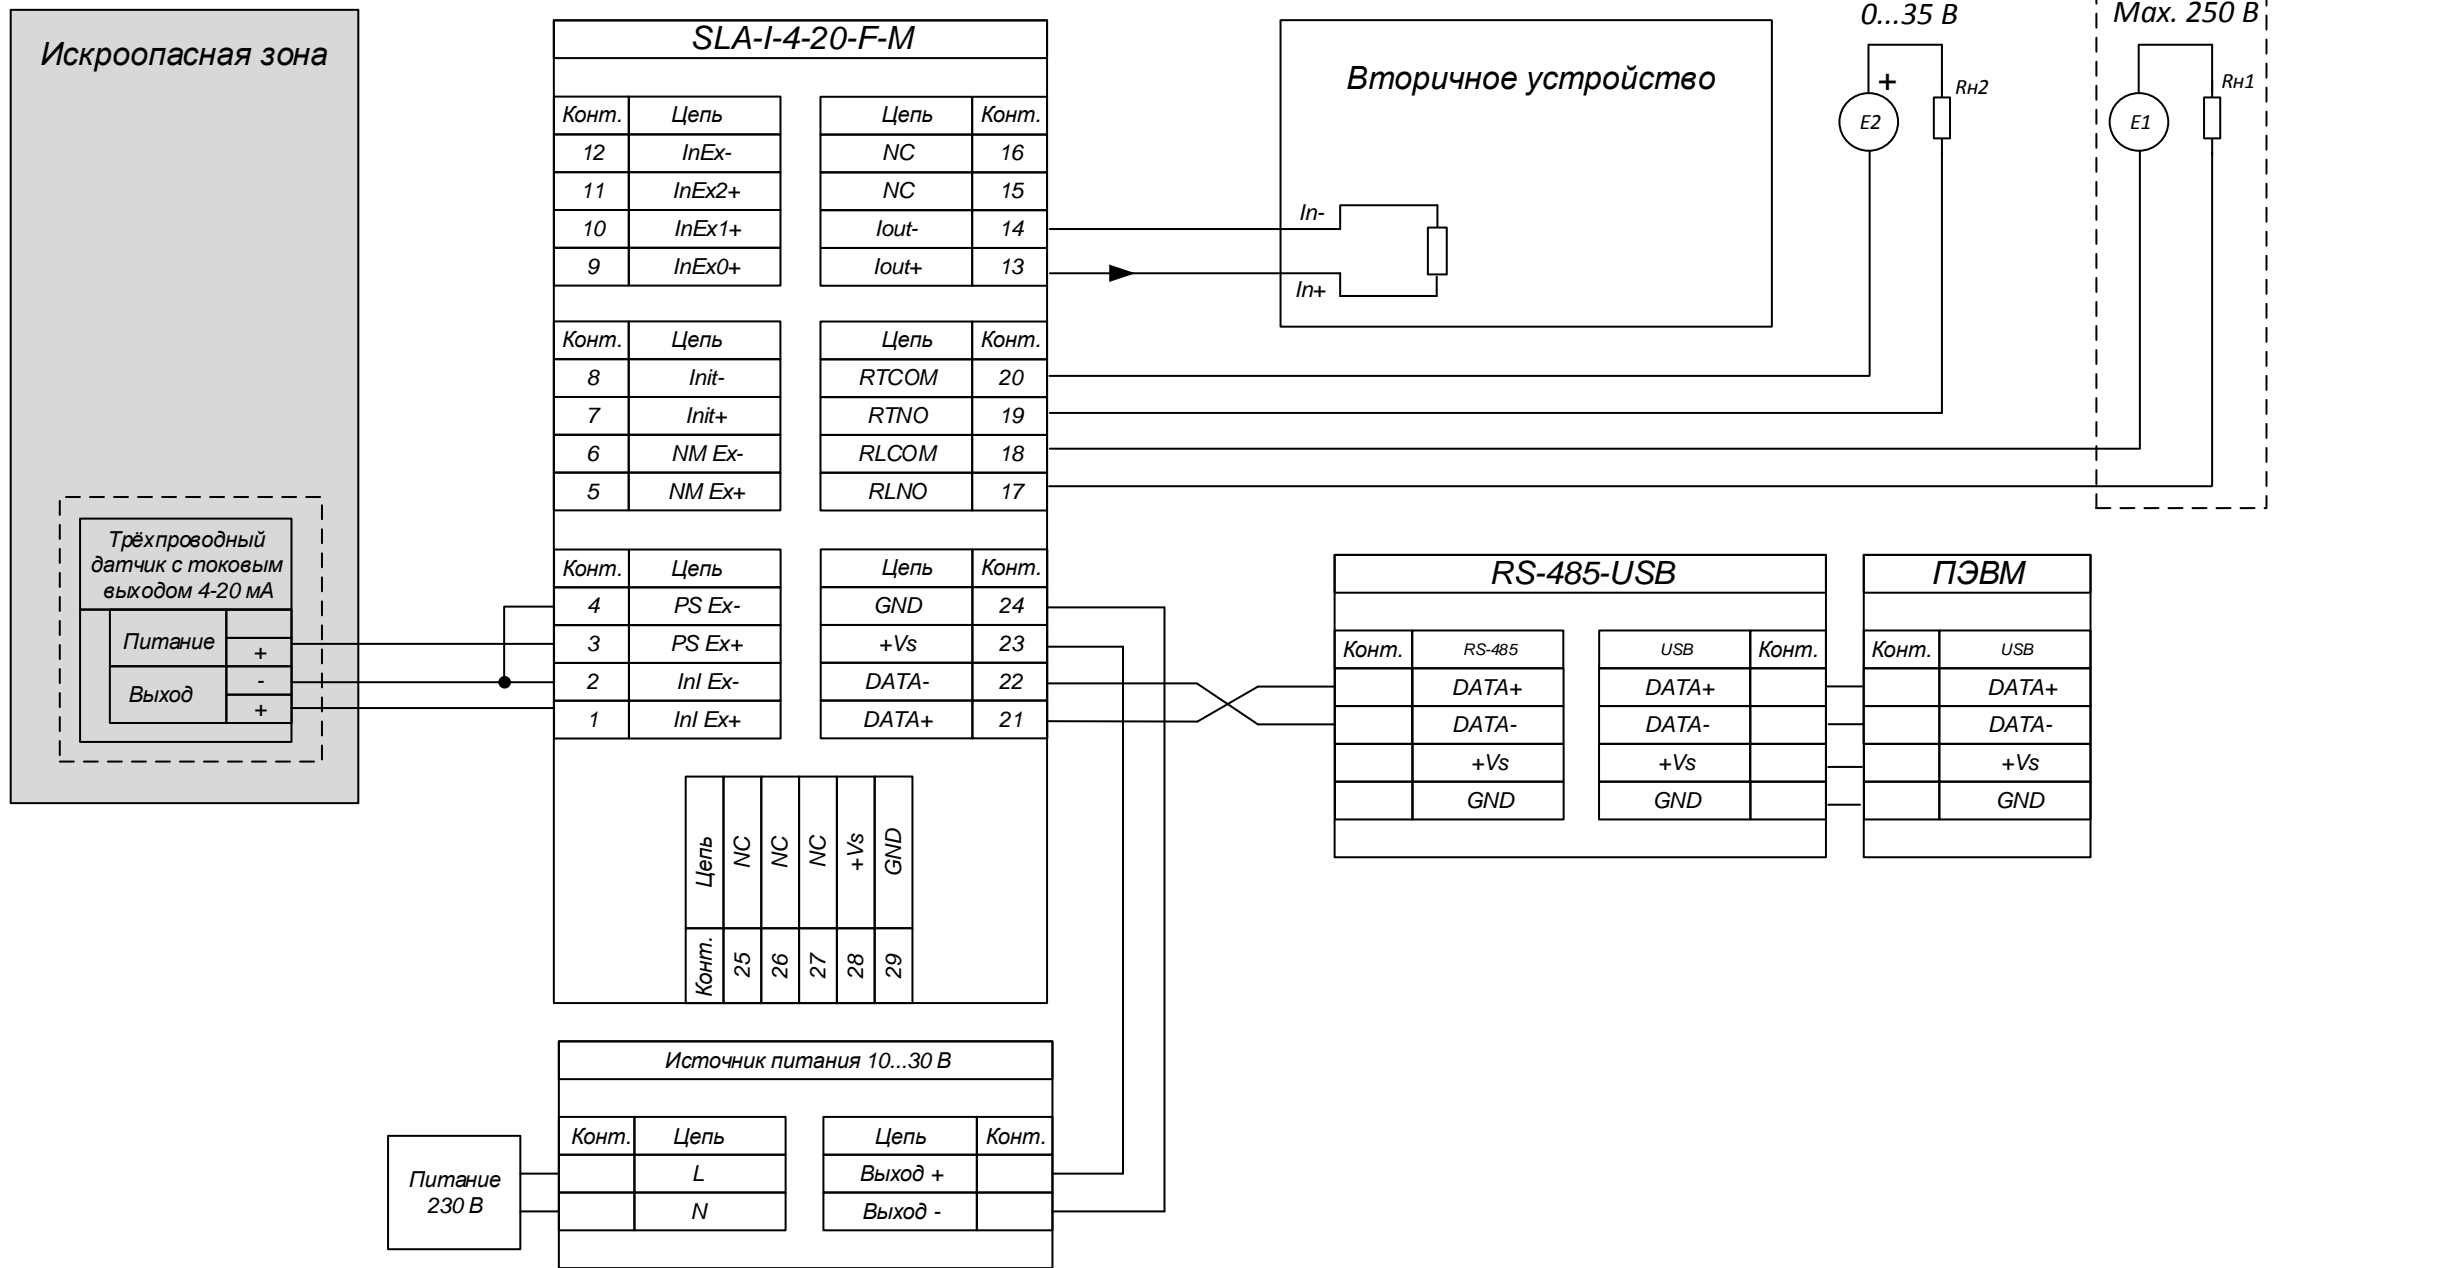 Искроопасная зона
Трёхпроводный
датчик с токовым
выходом 4-20 мА
Питание
+
-
Выход
+
SLA-I-4-20-F-M
Конт. Цепь Цепь Конт.
12 InEx- NC 16
11 InEx2+ NC 15
10 InEx1+ Iout- 14
9 InEx0+ Iout+ 13
Конт. Цепь Цепь Конт.
8 Init- RTCOM 20
7 Init+ RTNO 19
6 NM Ex- RLCOM 18
5 NM Ex+ RLNO 17
Конт. Цепь Цепь Конт.
4 PS Ex- GND 24
3 PS Ex+ +Vs 23
2 InI Ex- DATA- 22
1 InI Ex+ DATA+ 21
Цепь NC NC NC +Vs GND
Конт. 25 26 27 28 29
Вторичное устройство
In-
In+
0...35 В
+
E2
Rн2
Max. 250 В
E1
Rн1
RS-485-USB
Конт. RS-485 USB Конт.
DATA+ DATA+
DATA- DATA-
+Vs +Vs
GND GND
ПЭВМ
Конт. USB
DATA+
DATA-
+Vs
GND
Источник питания 10...30 В
Конт. Цепь Цепь Конт.
L Выход +
N Выход -
Питание
230 В